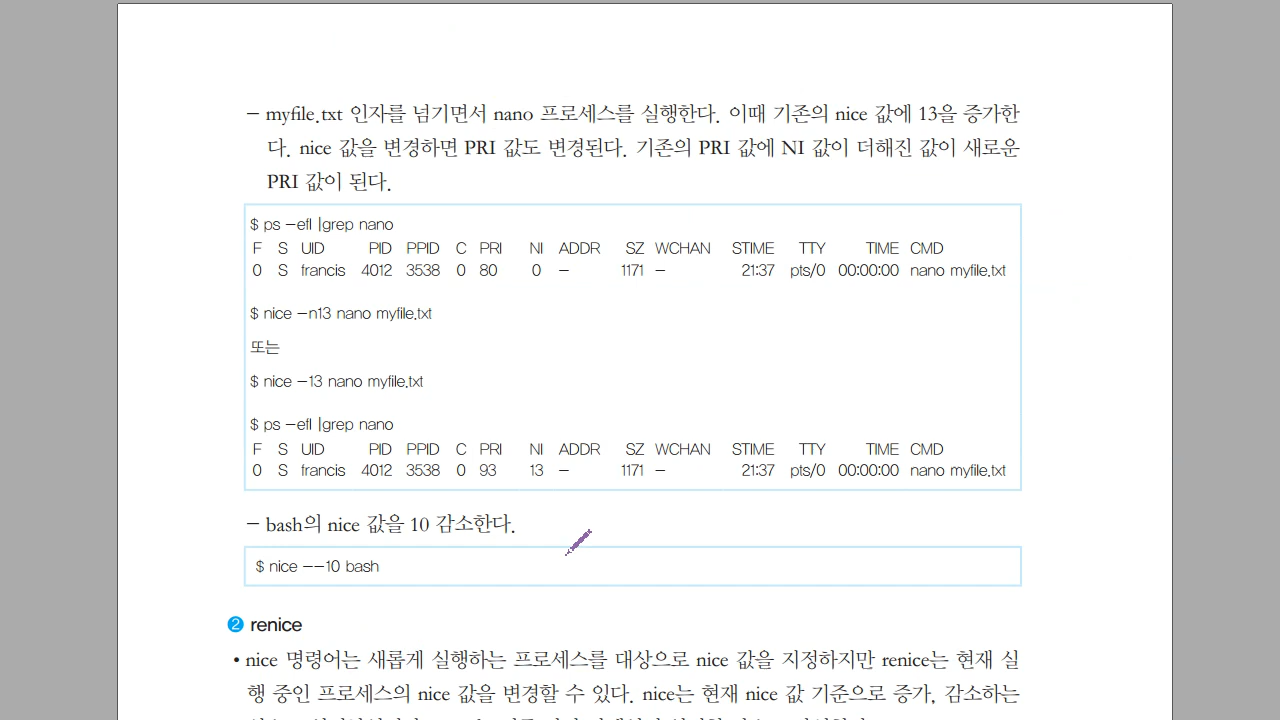 – myfile.txt 인자를 넘기면서 nano 프로세스를 실행한다. 이때 기존의 nice 값에 13을 증가한
다. nice 값을 변경하면 PRI 값도 변경된다. 기존의 PRI 값에 NI 값이 더해진 값이 새로운
PRI 값이 된다.
$ ps –efl |grep nano
F S UID PID PPID C PRI NI ADDR SZ WCHAN STIME TTY TIME CMD
0 S francis 4012 3538 0 80 0 – 1171 – 21:37 pts/0 00:00:00 nano myfile.txt
$ nice –n13 nano myfile.txt
또는
$ nice –13 nano myfile.txt
$ ps –efl |grep nano
F S UID PID PPID C PRI NI ADDR SZ WCHAN STIME TTY TIME CMD
0 S francis 4012 3538 0 93 13 – 1171 – 21:37 pts/0 00:00:00 nano myfile.txt
– bash의 nice 값을 10 감소한다.
$ nice ––10 bash
❷ renice
• nice 명령어는 새롭게 실행하는 프로세스를 대상으로 nice 값을 지정하지만 renice는 현재 실
행 중인 프로세스의 nice 값을 변경할 수 있다. nice는 현재 nice 값 기준으로 증가, 감소하는